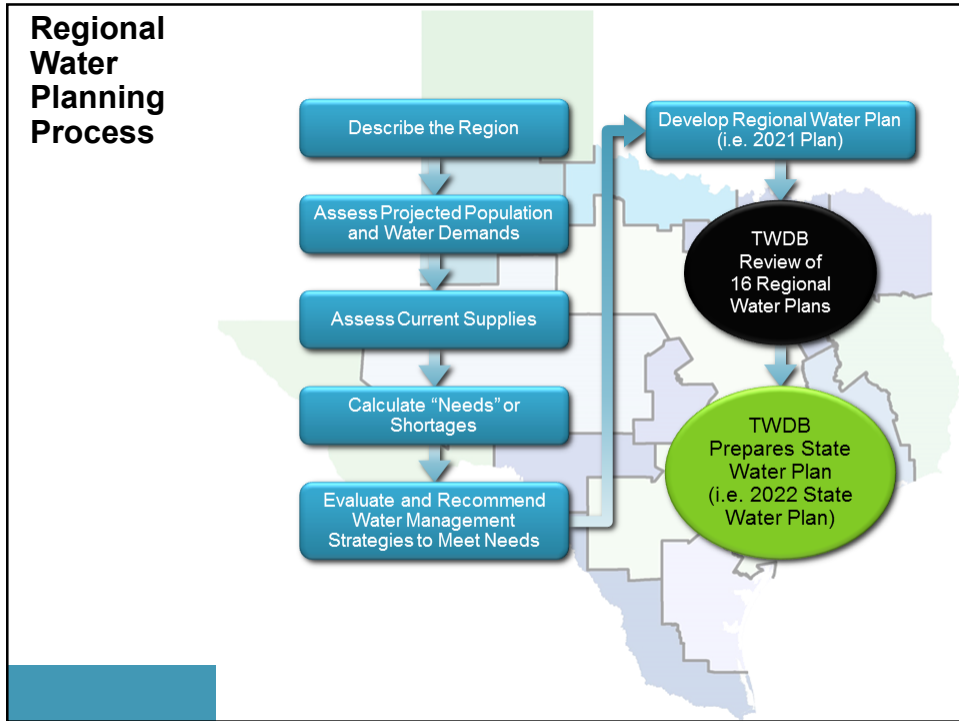 Regional
Water
Planning
Process
Describe the Region
Assess Projected Population
and Water Demands
Assess Current Supplies
Calculate “Needs” or
Shortages
Evaluate and Recommend
Water Management
Strategies to Meet Needs
Develop Regional Water Plan
(i.e. 2021 Plan)
TWDB
Review of
16 Regional
Water Plans
TWDB
Prepares State
Water Plan
(i.e. 2022 State
Water Plan)